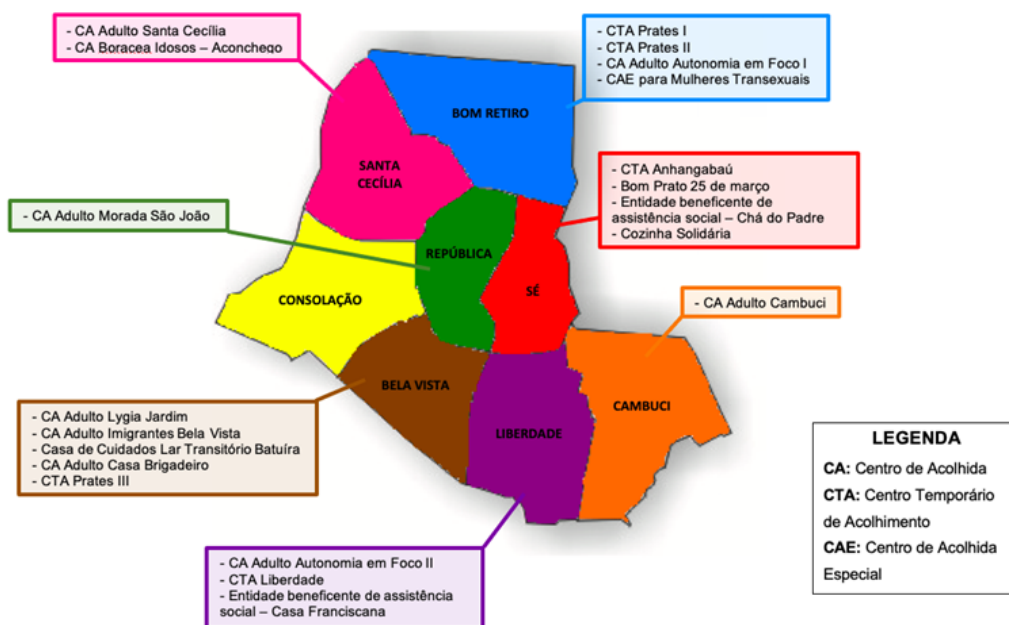 - CA Adulto Santa Cecília
- CA Boracea Idosos – Aconchego
- CTA Prates I
- CTA Prates II
- CA Adulto Autonomia em Foco I
- CAE para Mulheres Transexuais
BOM RETIRO
SANTA
CECÍLIA
- CTA Anhangabaú
- Bom Prato 25 de março
- Entidade beneficente de
assistência social – Chá do Padre
- Cozinha Solidária
- CA Adulto Morada São João
REPÚBLICA
CONSOLAÇÃO
SÉ
- CA Adulto Cambuci
BELA VISTA
CAMBUCI
LIBERDADE
- CA Adulto Lygia Jardim
- CA Adulto Imigrantes Bela Vista
- Casa de Cuidados Lar Transitório Batuíra
- CA Adulto Casa Brigadeiro
- CTA Prates III
LEGENDA
CA: Centro de Acolhida
CTA: Centro Temporário
de Acolhimento
CAE: Centro de Acolhida
Especial
- CA Adulto Autonomia em Foco II
- CTA Liberdade
- Entidade beneficente de assistência
social – Casa Franciscana